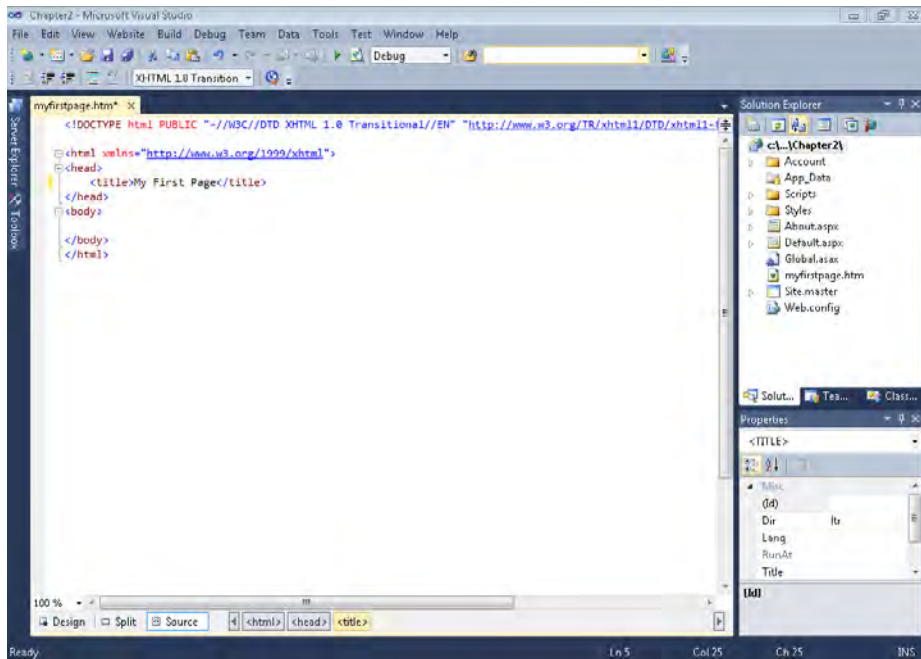 Chapter2 - Microsoft Visual Studio
File Edit View Website Build Debug Team Data Tools Test Window Help
Debug
XHTML 1.0 Transition
myfirstpage.htm* X
<!DOCTYPE html PUBLIC "-//W3C//DTD XHTML 1.0 Transitional//EN" "http://www.w3.org/TR/xhtml1/DTD/xhtml1-
<html xmlns="http://www.w3.org/1999/xhtml">
<head>
<title>My First Page</title>
</head>
<body>
</body>
</html>
100 %
Design Split Source <html> <head> <title>
Server Explorer
Toolbox
Solution Explorer
c:\...\Chapter2\
Account
App_Data
Scripts
Styles
About.aspx
Default.aspx
Global.asax
myfirstpage.htm
Site.master
Web.config
Solut... Tea... Class...
Properties
<TITLE>
Misc
(Id)
Dir ltr
Lang
RunAt
Title
(Id)
Ready Ln 5 Col 25 Ch 25 INS